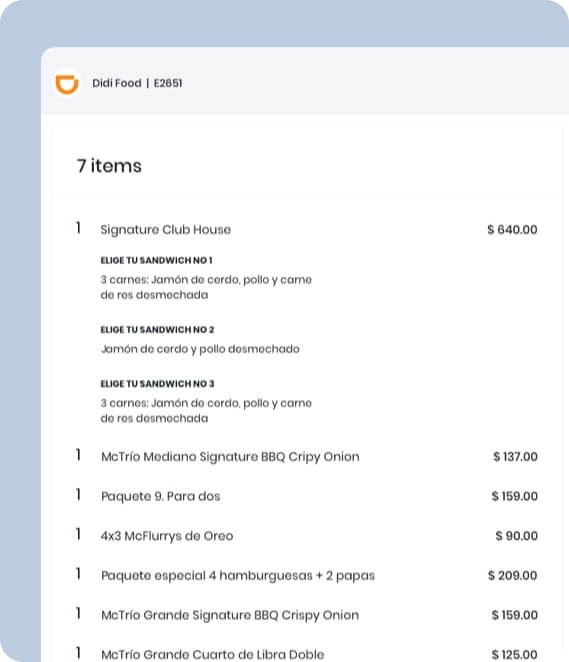 Didi Food | E2651
7 items
1 Signature Club House $ 640.00
ELIGE TU SANDWICH NO 1
3 carnes: Jamón de cerdo, pollo y carne
de res desmechada
ELIGE TU SANDWICH NO 2
Jamón de cerdo y pollo desmechado
ELIGE TU SANDWICH NO 3
3 carnes: Jamón de cerdo, pollo y carne
de res desmechada
1 McTrío Mediano Signature BBQ Cripy Onion $ 137.00
1 Paquete 9. Para dos $ 159.00
1 4x3 McFlurrys de Oreo $ 90.00
1 Paquete especial 4 hamburguesas + 2 papas $ 209.00
1 McTrío Grande Signature BBQ Crispy Onion $ 159.00
1 McTrío Grande Cuarto de Libra Doble $ 125.00